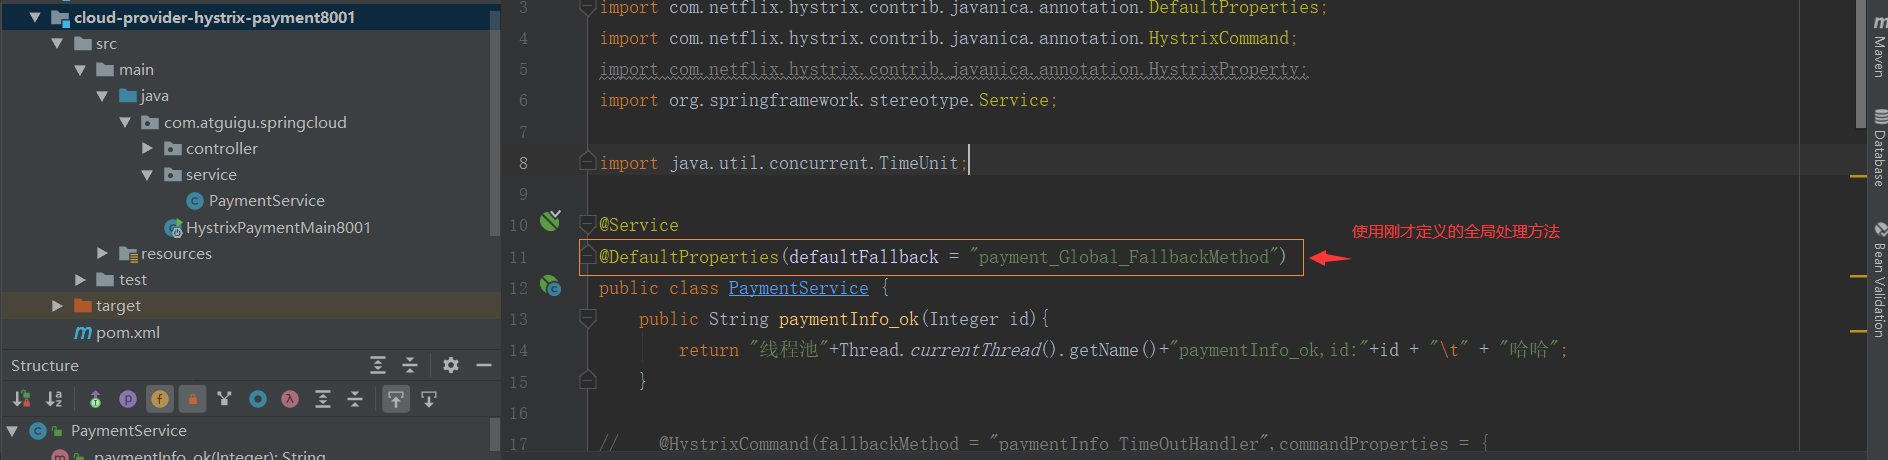 cloud-provider-hystrix-payment8001
src
main
java
com.atguigu.springcloud
controller
service
PaymentService
HystrixPaymentMain8001
resources
test
target
pom.xml
Structure
PaymentService
paymentInfo_ok(Integer): String
3 import com.netflix.hystrix.contrib.javanica.annotation.DefaultProperties;
4 import com.netflix.hystrix.contrib.javanica.annotation.HystrixCommand;
5 import com.netflix.hystrix.contrib.javanica.annotation.HystrixProperty;
6 import org.springframework.stereotype.Service;
7
8 import java.util.concurrent.TimeUnit;
9
10 @Service
使用刚才定义的全局处理方法
11 @DefaultProperties(defaultFallback = "payment_Global_FallbackMethod")
12 public class PaymentService {
13 public String paymentInfo_ok(Integer id){
14 return "线程池"+Thread.currentThread().getName()+"paymentInfo_ok,id:"+id + "\t" + "哈哈";
15 }
16
17 // @HystrixCommand(fallbackMethod = "paymentInfo_TimeOutHandler",commandProperties = {
Maven
Database
Bean Validation